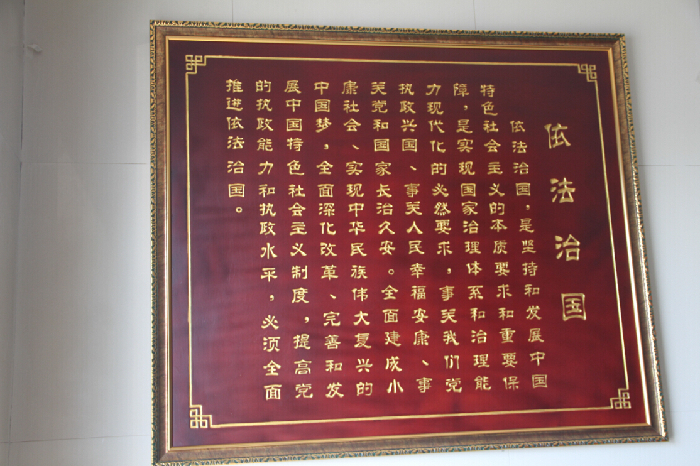 依法治国
依法治国，是坚持和发展中国
特色社会主义的本质要求和重要保
障，是实现国家治理体系和治理能
力现代化的必然要求，事关我们党
执政兴国、事关人民幸福安康、事
关党和国家长治久安。全面建成小
康社会、实现中华民族伟大复兴的
中国梦，全面深化改革、完善和发
展中国特色社会主义制度，提高党
的执政能力和执政水平，必须全面
推进依法治国。